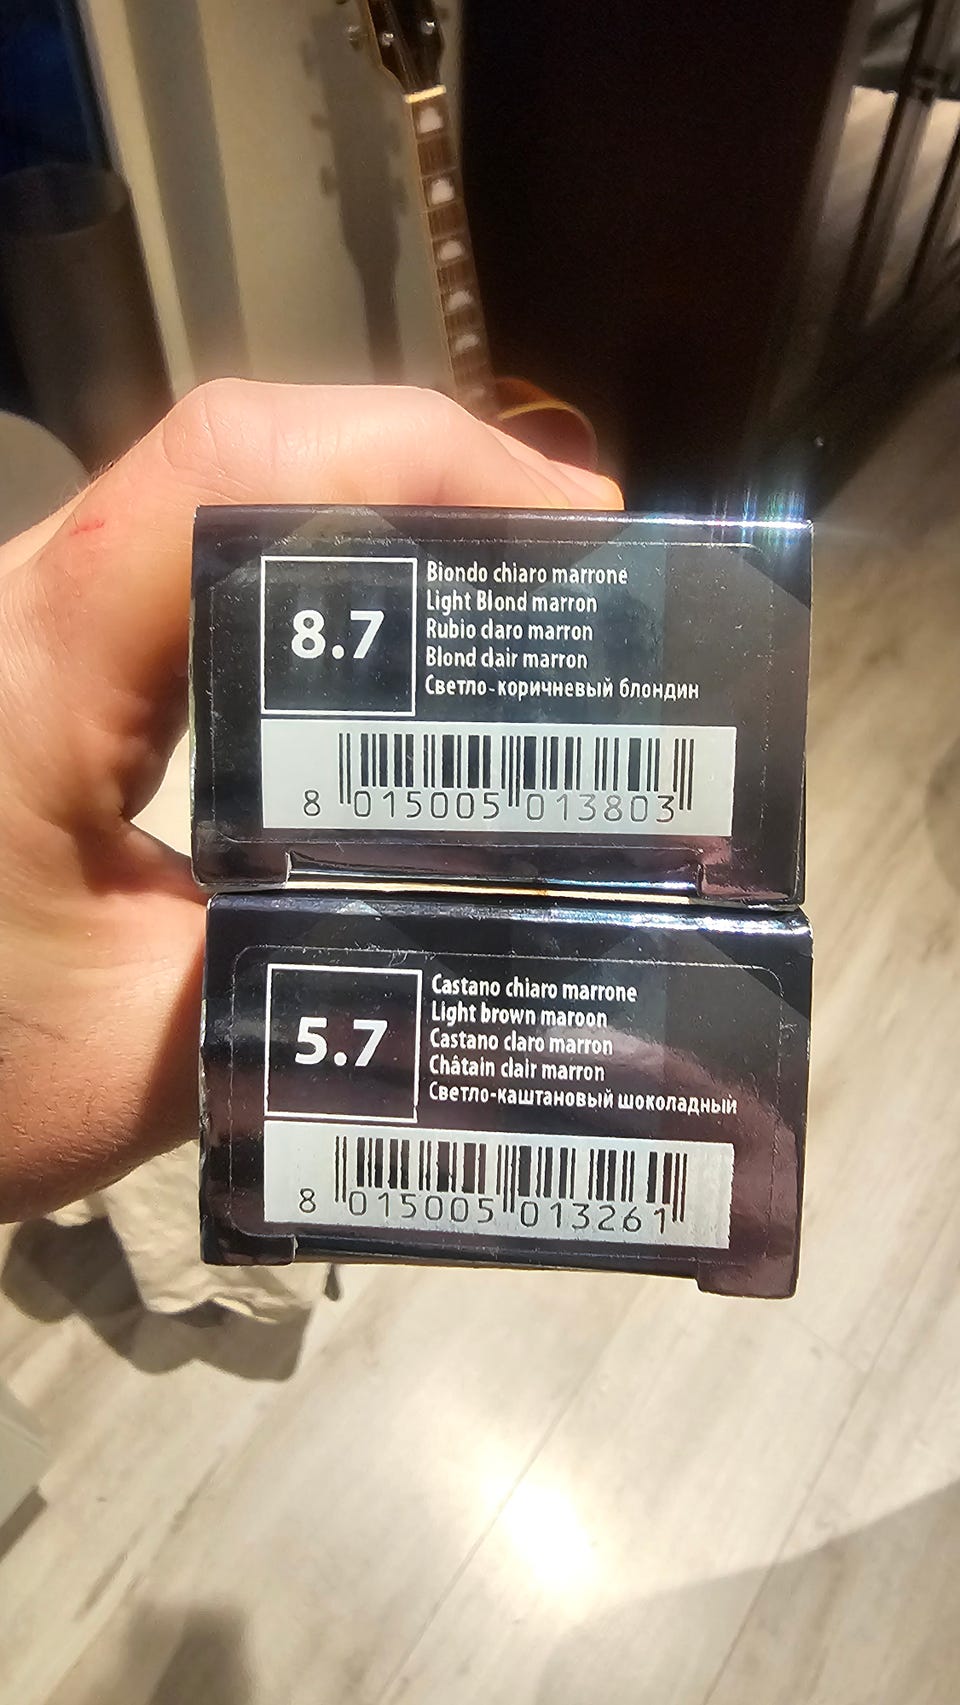 8.7
Biondo chiaro marrone
Light Blond marron
Rubio claro marron
Blond clair marron
Светло-коричневый блондин
8 015005 013803
5.7
Castano chiaro marrone
Light brown maroon
Castano claro marron
Châtain clair marron
Светло-каштановый шоколадный
8 015005 013261